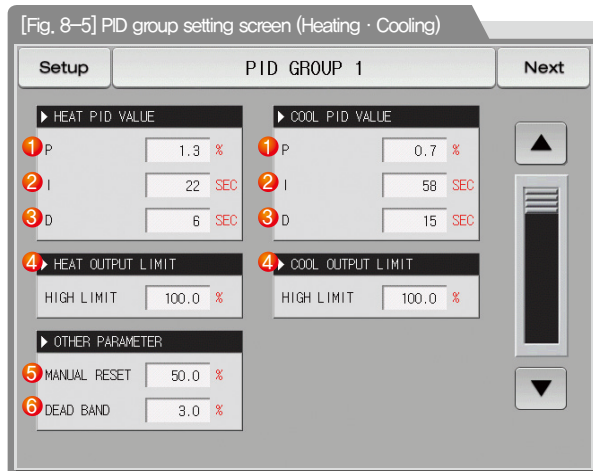 [Fig. 8-5] PID group setting screen (Heating · Cooling)
Setup PID GROUP 1 Next
▶ HEAT PID VALUE
① P 1.3 %
② I 22 SEC
③ D 6 SEC
▶ COOL PID VALUE
① P 0.7 %
② I 58 SEC
③ D 15 SEC
④ ▶ HEAT OUTPUT LIMIT
HIGH LIMIT 100.0 %
④ ▶ COOL OUTPUT LIMIT
HIGH LIMIT 100.0 %
▶ OTHER PARAMETER
⑤ MANUAL RESET 50.0 %
⑥ DEAD BAND 3.0 %